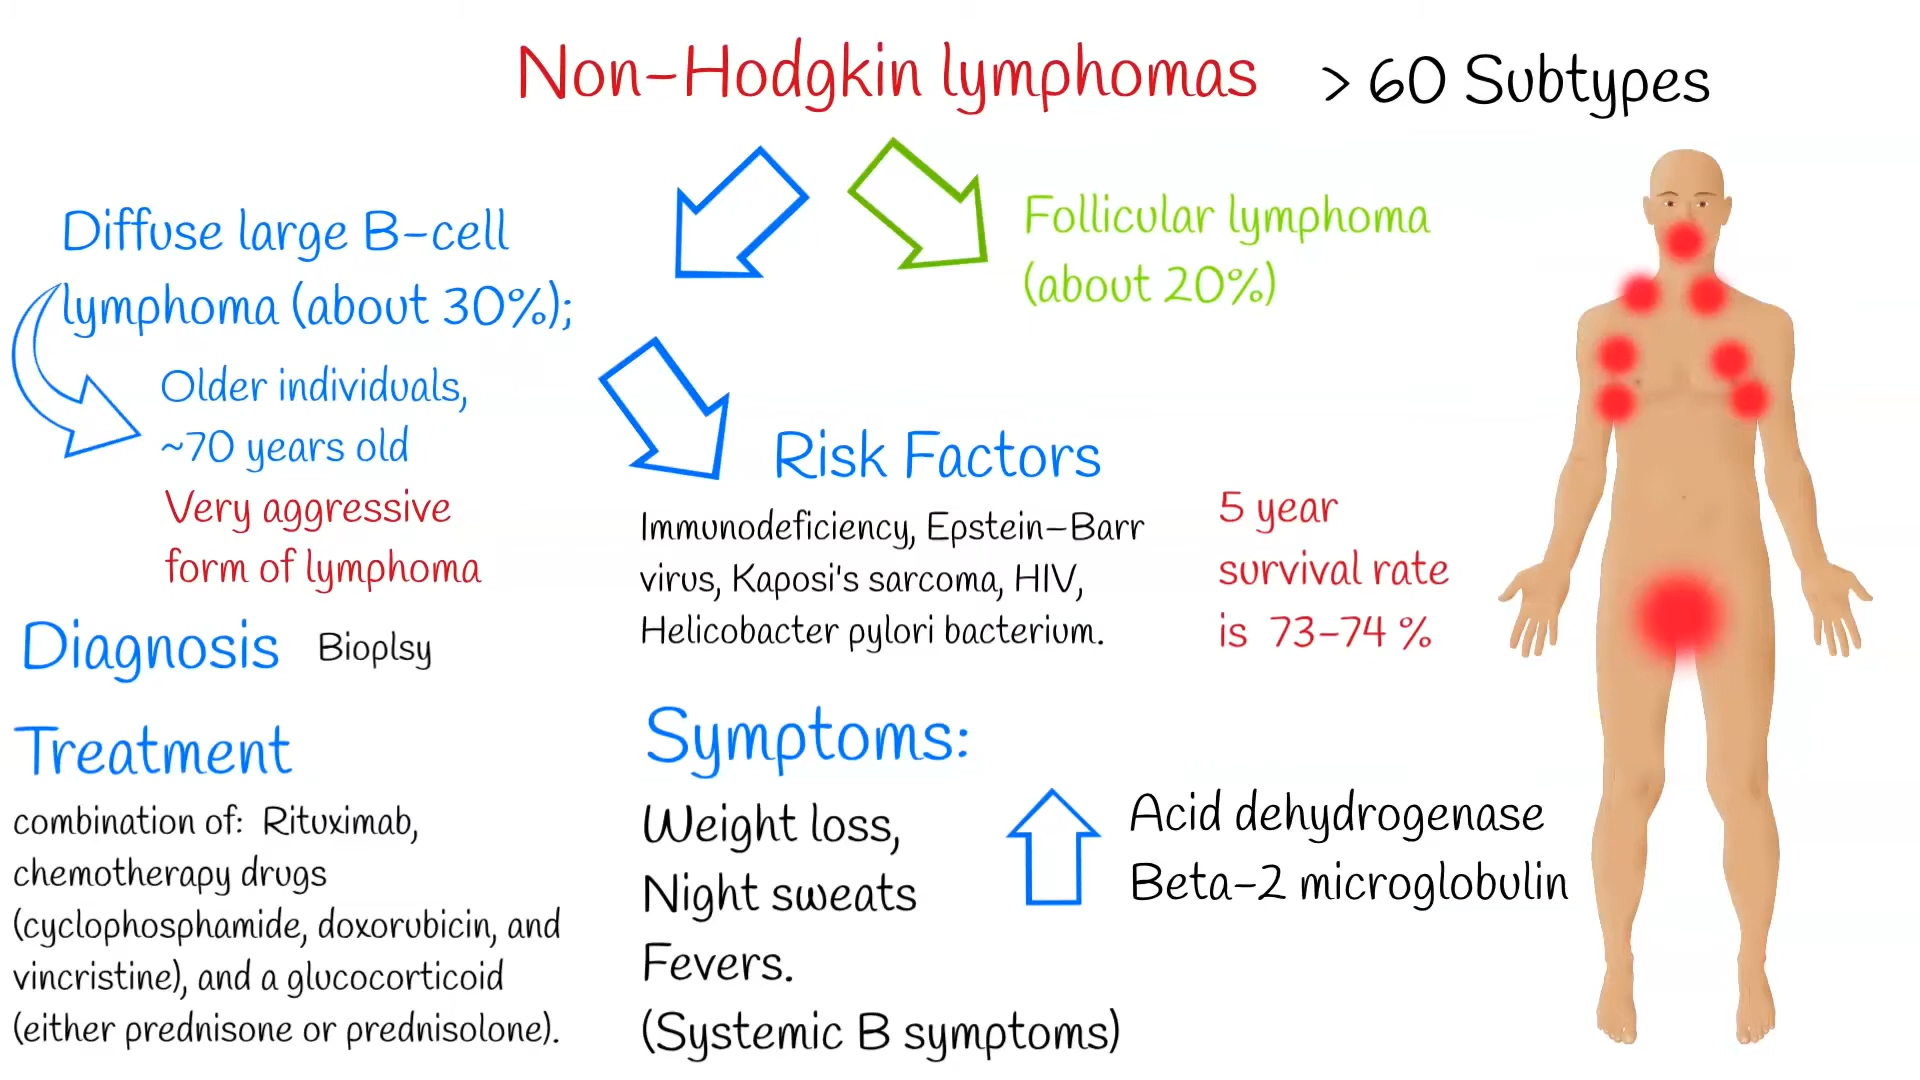 Non-Hodgkin lymphomas > 60 Subtypes
Diffuse large B-cell
lymphoma (about 30%);
Follicular lymphoma
(about 20%)
Older individuals,
~70 years old
Very aggressive
form of lymphoma
Risk Factors
Immunodeficiency, Epstein-Barr
virus, Kaposi's sarcoma, HIV,
Helicobacter pylori bacterium.
5 year
survival rate
is 73-74 %
Diagnosis Bioplsy
Treatment
combination of: Rituximab,
chemotherapy drugs
(cyclophosphamide, doxorubicin, and
vincristine), and a glucocorticoid
(either prednisone or prednisolone).
Symptoms:
Weight loss,
Night sweats
Fevers.
(Systemic B symptoms)
Acid dehydrogenase
Beta-2 microglobulin